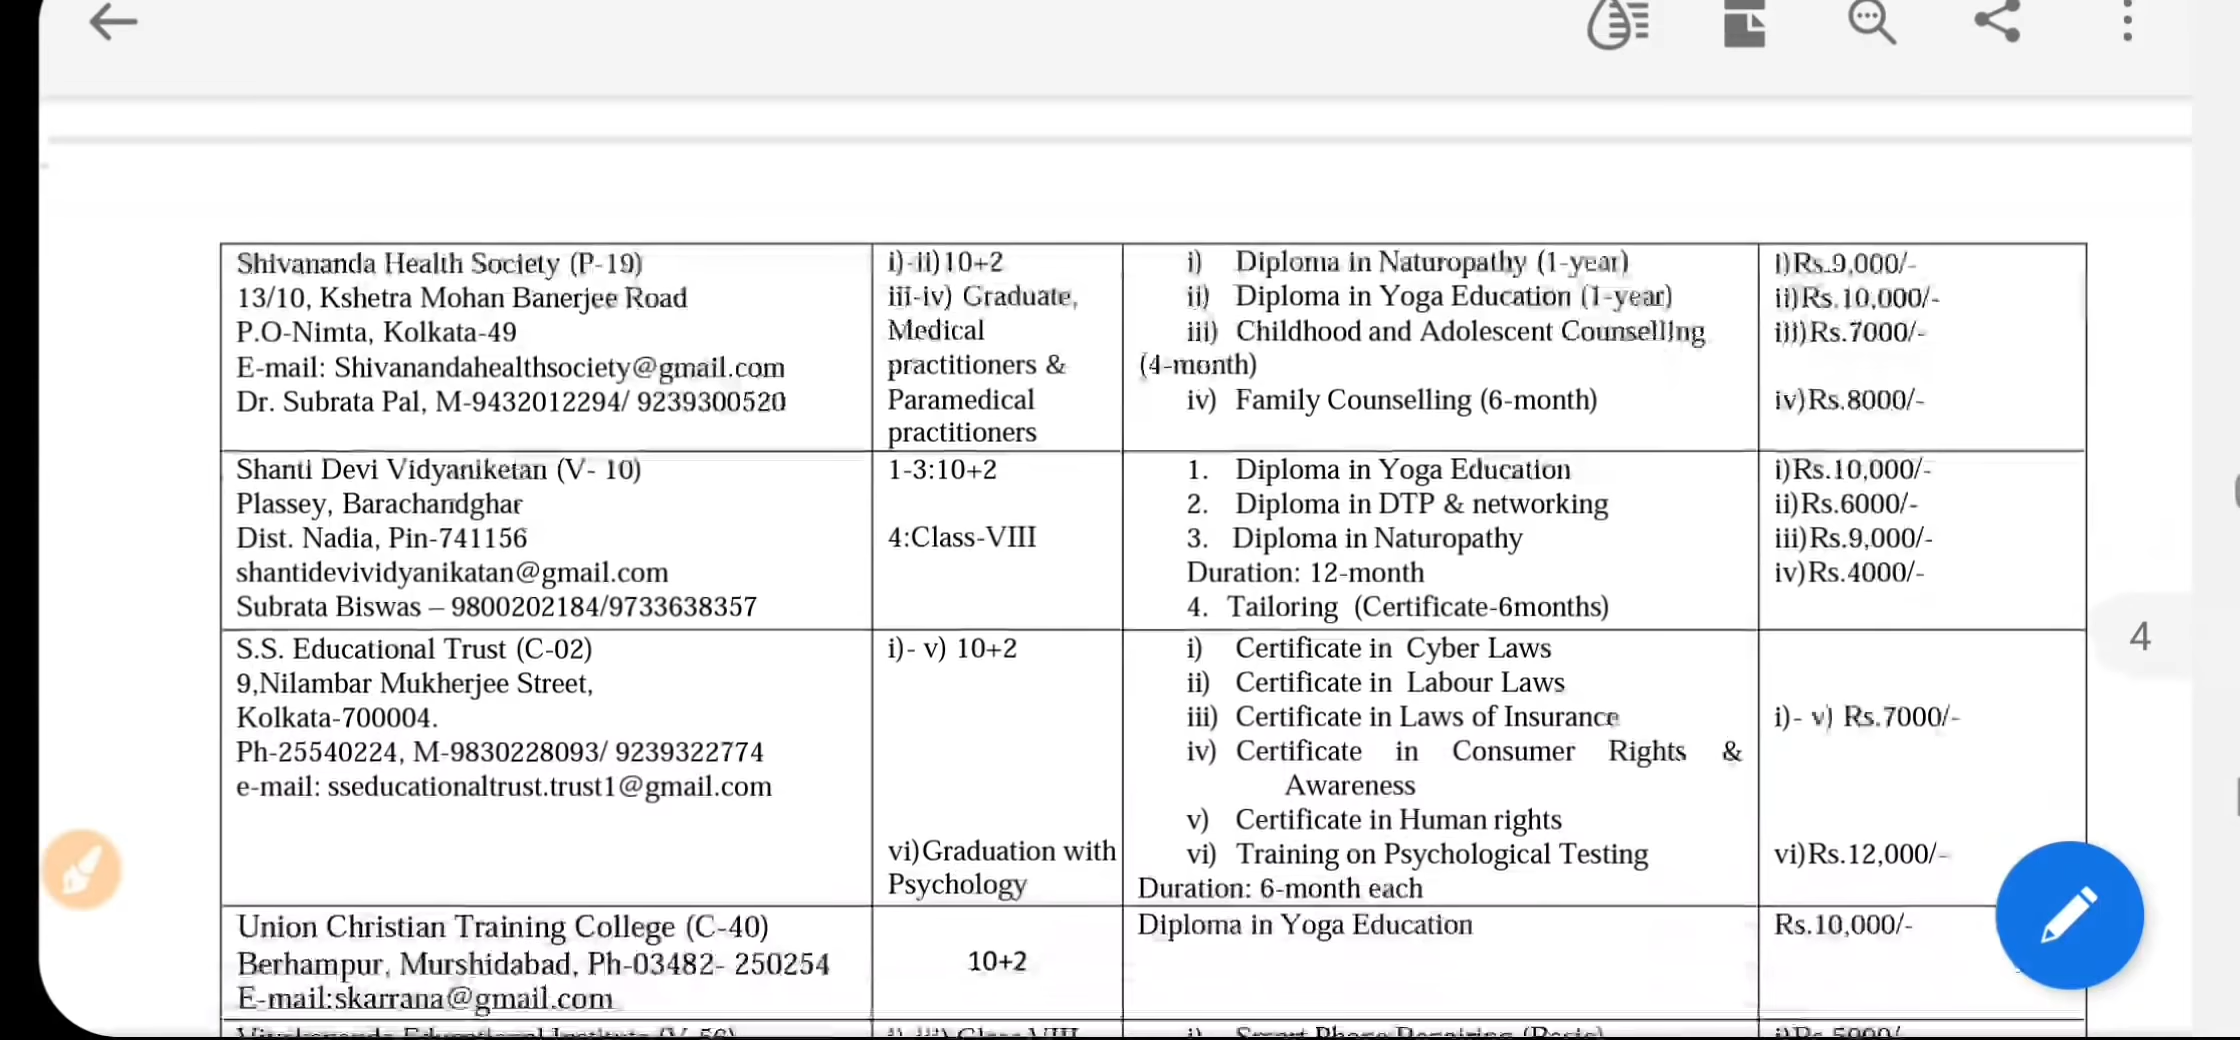 Shivananda Health Society (P-19)
13/10, Kshetra Mohan Banerjee Road
P.O-Nimta, Kolkata-49
E-mail: Shivanandahealthsociety@gmail.com
Dr. Subrata Pal, M-9432012294/ 9239300520
i)-ii)10+2
iii-iv) Graduate,
Medical
practitioners &
Paramedical
practitioners
i) Diploma in Naturopathy (1-year)
ii) Diploma in Yoga Education (1-year)
iii) Childhood and Adolescent Counselling
(4-month)
iv) Family Counselling (6-month)
i)Rs.9,000/-
ii)Rs.10,000/-
iii)Rs.7000/-
iv)Rs.8000/-
Shanti Devi Vidyaniketan (V- 10)
Plassey, Barachandghar
Dist. Nadia, Pin-741156
shantidevividyanikatan@gmail.com
Subrata Biswas – 9800202184/9733638357
1-3:10+2
4:Class-VIII
1. Diploma in Yoga Education
2. Diploma in DTP & networking
3. Diploma in Naturopathy
Duration: 12-month
4. Tailoring (Certificate-6months)
i)Rs.10,000/-
ii)Rs.6000/-
iii)Rs.9,000/-
iv)Rs.4000/-
S.S. Educational Trust (C-02)
9,Nilambar Mukherjee Street,
Kolkata-700004.
Ph-25540224, M-9830228093/ 9239322774
e-mail: sseducationaltrust.trust1@gmail.com
i)- v) 10+2
vi)Graduation with
Psychology
i) Certificate in Cyber Laws
ii) Certificate in Labour Laws
iii) Certificate in Laws of Insurance
iv) Certificate in Consumer Rights &
Awareness
v) Certificate in Human rights
vi) Training on Psychological Testing
Duration: 6-month each
i)- v) Rs.7000/-
vi)Rs.12,000/-
4
Union Christian Training College (C-40)
Berhampur, Murshidabad, Ph-03482- 250254
E-mail:skarrana@gmail.com
10+2
Diploma in Yoga Education
Rs.10,000/-